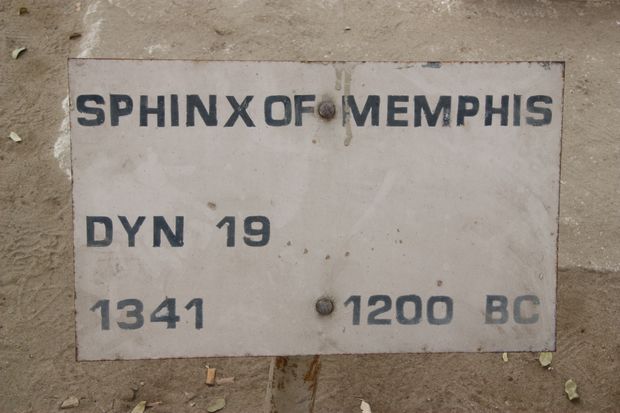 SPHINX OF MEMPHIS
DYN 19
1341 1200 BC